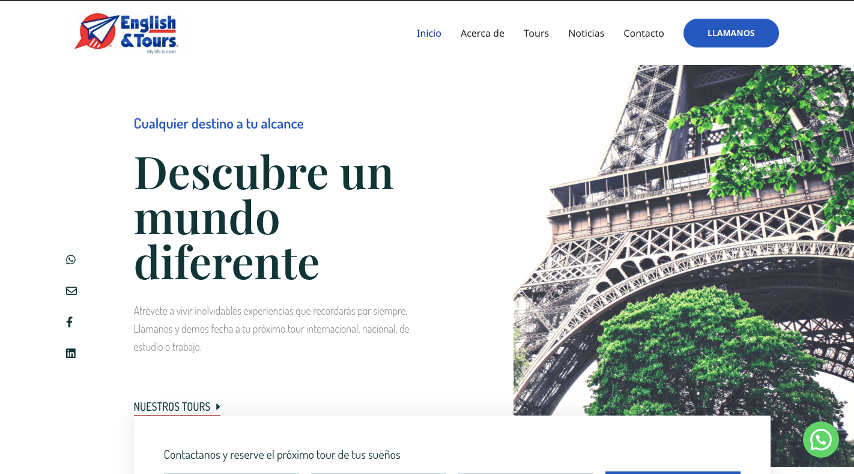 English
& Tours
My life is now!
Inicio
Acerca de
Tours
Noticias
Contacto
LLAMANOS
Cualquier destino a tu alcance
Descubre un
mundo
diferente
Atrévete a vivir inolvidables experiencias que recordarás por siempre.
Llamanos y demos fecha a tu próximo tour internacional, nacional, de
estudio o trabajo.
NUESTROS TOURS
Contactanos y reserve el próximo tour de tus sueños